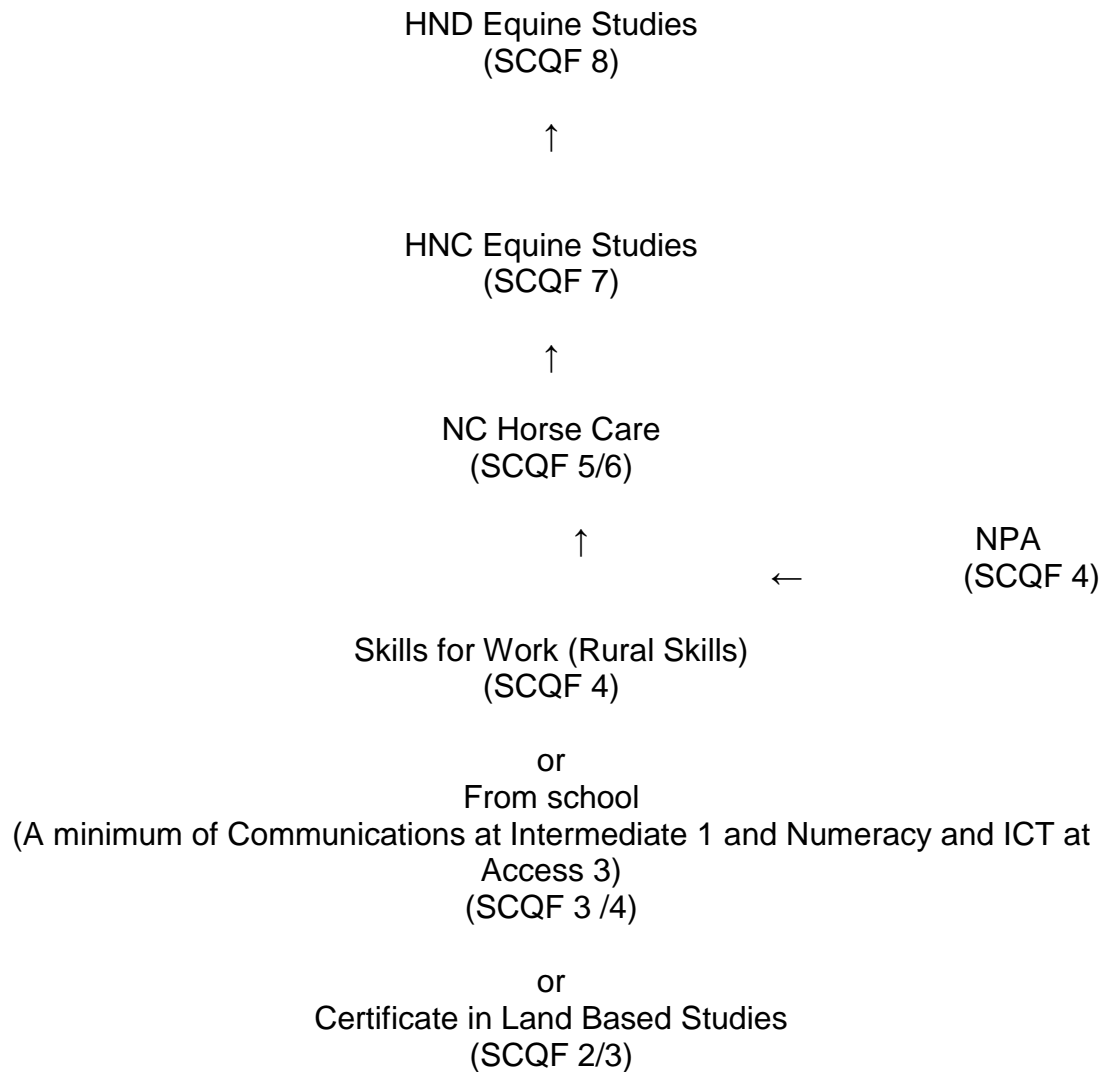 HND Equine Studies
(SCQF 8)
↑
HNC Equine Studies
(SCQF 7)
↑
NC Horse Care
(SCQF 5/6)
↑
NPA
←
(SCQF 4)
Skills for Work (Rural Skills)
(SCQF 4)
or
From school
(A minimum of Communications at Intermediate 1 and Numeracy and ICT at
Access 3)
(SCQF 3 /4)
or
Certificate in Land Based Studies
(SCQF 2/3)